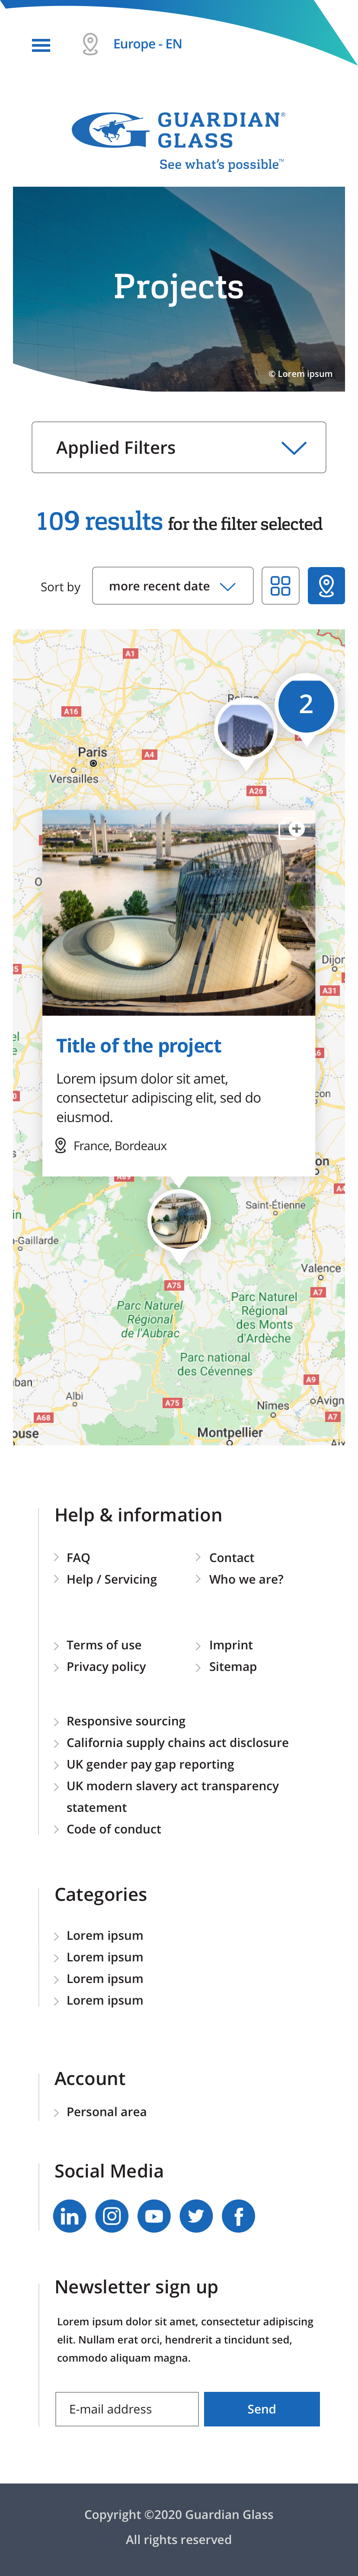 Europe - EN
GUARDIAN®
GLASS
See what's possible™
Projects
© Lorem ipsum
Applied Filters
109 results for the filter selected
Sort by
more recent date
A1
A16
2
Paris
A4
Versailles
A26
Dijon
A31
Title of the project
Lorem ipsum dolor sit amet,
consectetur adipiscing elit, sed do
eiusmod.
France, Bordeaux
Saint-Étienne
-Gaillarde
Valence
A75
A7
Parc Naturel
Régional
de l'Aubrac
Parc Naturel
Régional
des Monts
d'Ardèche
Parc national
des Cévennes
A9
Albi
A75
Nîmes
Avign
A68
A7
ouse
Montpellier
Help & information
FAQ
Contact
Help / Servicing
Who we are?
Terms of use
Imprint
Privacy policy
Sitemap
Responsive sourcing
California supply chains act disclosure
UK gender pay gap reporting
UK modern slavery act transparency
statement
Code of conduct
Categories
Lorem ipsum
Lorem ipsum
Lorem ipsum
Lorem ipsum
Account
Personal area
Social Media
Newsletter sign up
Lorem ipsum dolor sit amet, consectetur adipiscing
elit. Nullam erat orci, hendrerit a tincidunt sed,
commodo aliquam magna.
E-mail address
Send
Copyright ©2020 Guardian Glass
All rights reserved